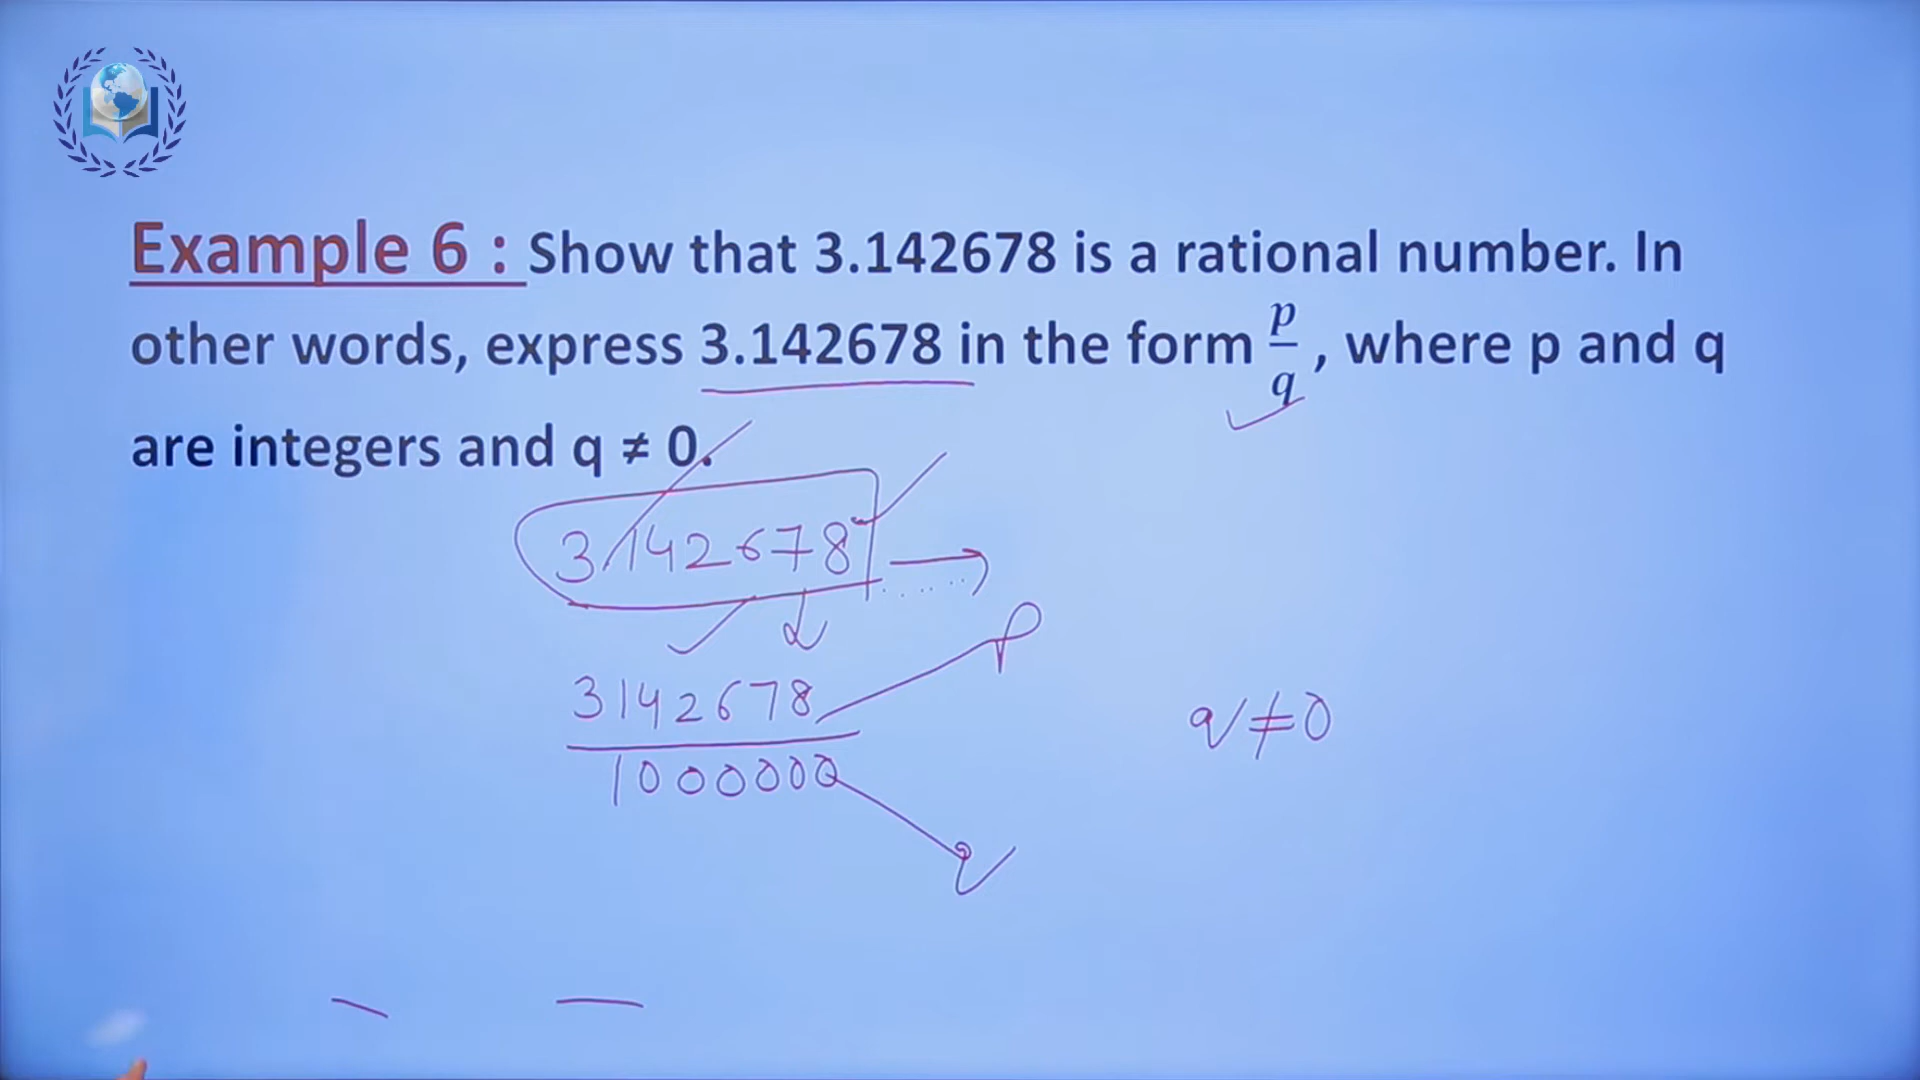 Example 6 : Show that 3.142678 is a rational number. In
other words, express 3.142678 in the form p/q , where p and q
are integers and q ≠ 0.
3.142678
3142678
1000000
p
q ≠ 0
q